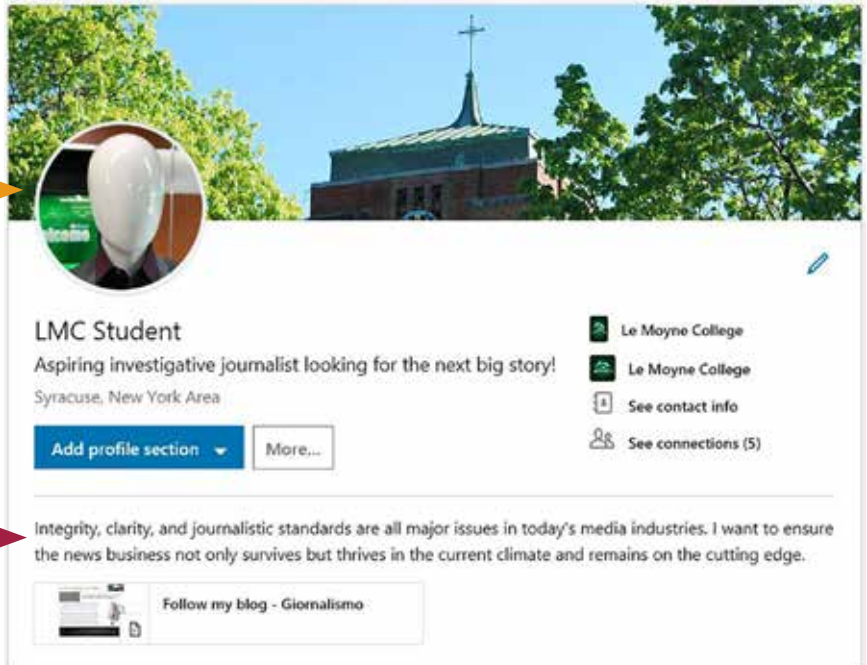 elcome
LMC Student
Aspiring investigative journalist looking for the next big story!
Syracuse, New York Area
Add profile section
More...
Le Moyne College
Le Moyne College
See contact info
See connections (5)
Integrity, clarity, and journalistic standards are all major issues in today's media industries. I want to ensure
the news business not only survives but thrives in the current climate and remains on the cutting edge.
Follow my blog - Giornalismo